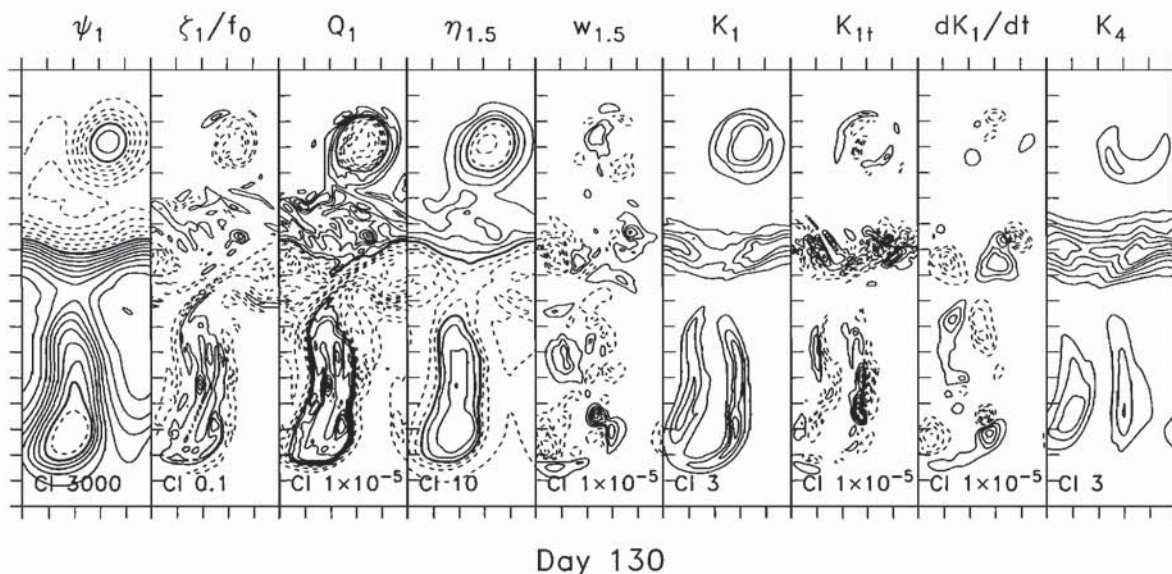 ψ₁ ζ₁/f₀ Q₁ η₁.₅ w₁.₅ K₁ K₁t dK₁/dt K₄
CI 3000 CI 0.1 CI 1×10⁻⁵ CI 10 CI 1×10⁻⁵ CI 3 CI 1×10⁻⁵ CI 1×10⁻⁵ CI 3
Day 130